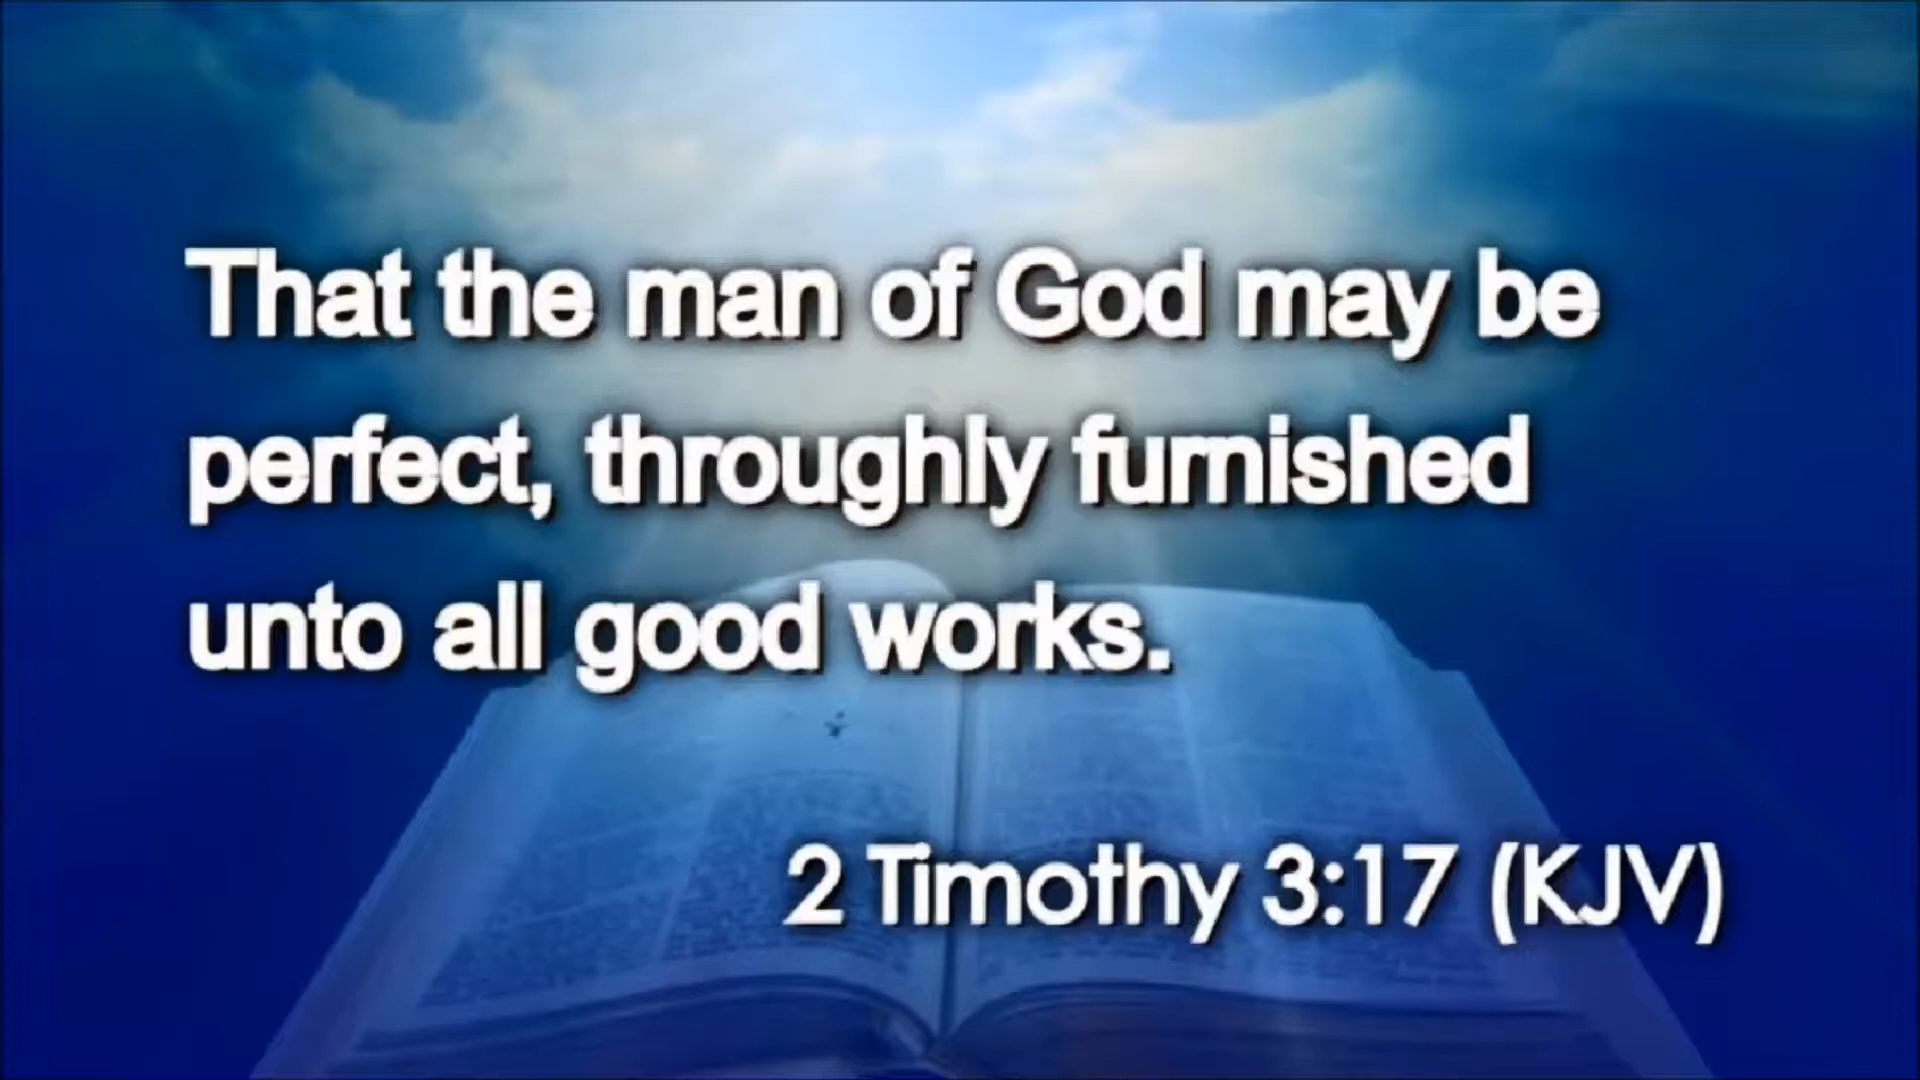 That the man of God may be
perfect, throughly furnished
unto all good works.
2 Timothy 3:17 (KJV)